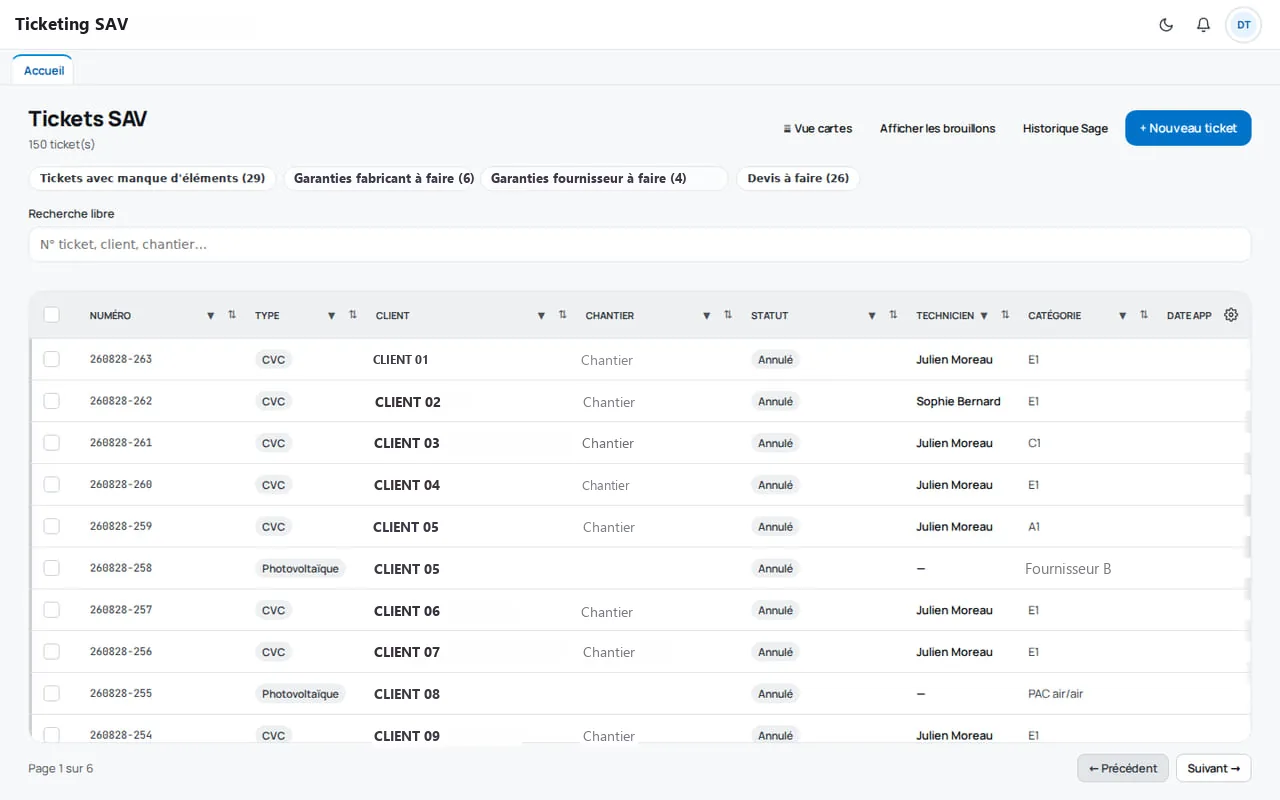 Ticketing SAV
DT
Accueil
Tickets SAV
150 ticket(s)
≡ Vue cartes Afficher les brouillons Historique Sage + Nouveau ticket
Tickets avec manque d'éléments (29) Garanties fabricant à faire (6) Garanties fournisseur à faire (4) Devis à faire (26)
Recherche libre
N° ticket, client, chantier...
NUMÉRO ▼ ⇅ TYPE ▼ ⇅ CLIENT ▼ ⇅ CHANTIER ▼ ⇅ STATUT ▼ ⇅ TECHNICIEN ▼ ⇅ CATÉGORIE ▼ ⇅ DATE APP
260828-263 CVC CLIENT 01 Chantier Annulé Julien Moreau E1
260828-262 CVC CLIENT 02 Chantier Annulé Sophie Bernard E1
260828-261 CVC CLIENT 03 Chantier Annulé Julien Moreau C1
260828-260 CVC CLIENT 04 Chantier Annulé Julien Moreau E1
260828-259 CVC CLIENT 05 Chantier Annulé Julien Moreau A1
260828-258 Photovoltaïque CLIENT 05 Annulé — Fournisseur B
260828-257 CVC CLIENT 06 Chantier Annulé Julien Moreau E1
260828-256 CVC CLIENT 07 Chantier Annulé Julien Moreau E1
260828-255 Photovoltaïque CLIENT 08 Annulé — PAC air/air
260828-254 CVC CLIENT 09 Chantier Annulé Julien Moreau E1
Page 1 sur 6 ← Précédent Suivant →